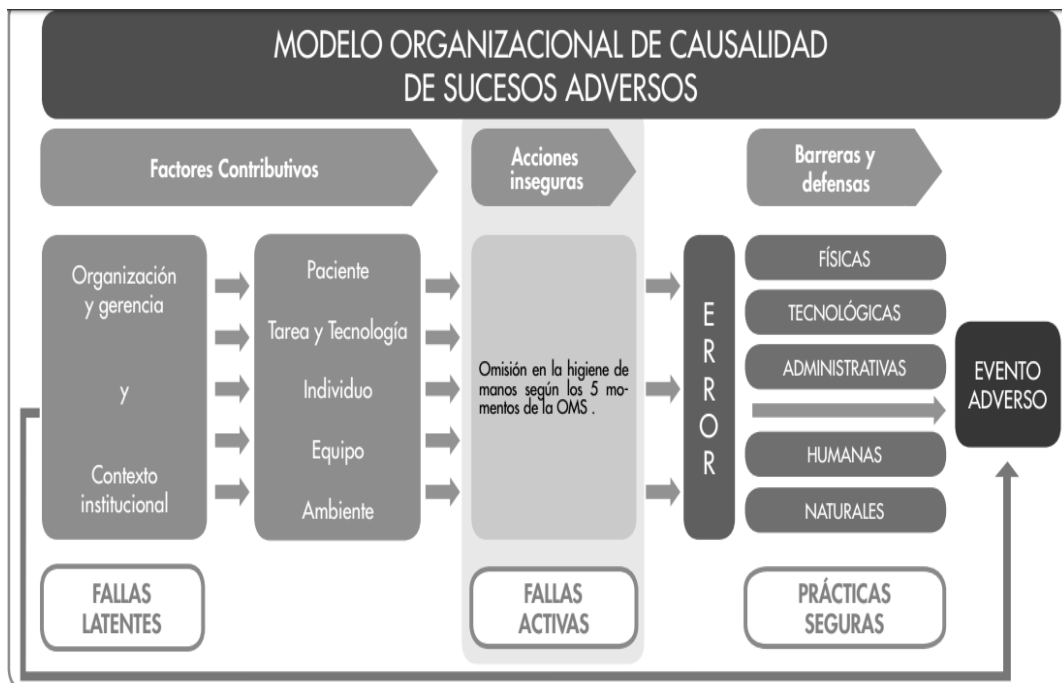 MODELO ORGANIZACIONAL DE CAUSALIDAD
DE SUCESOS ADVERSOS
Factores Contributivos
Acciones
inseguras
Barreras y
defensas
Organización
y gerencia
y
Contexto
institucional
Paciente
Tarea y Tecnología
Individuo
Equipo
Ambiente
Omisión en la higiene de
manos según los 5 mo-
mentos de la OMS .
ERROR
FÍSICAS
TECNOLÓGICAS
ADMINISTRATIVAS
HUMANAS
NATURALES
EVENTO
ADVERSO
FALLAS
LATENTES
FALLAS
ACTIVAS
PRÁCTICAS
SEGURAS